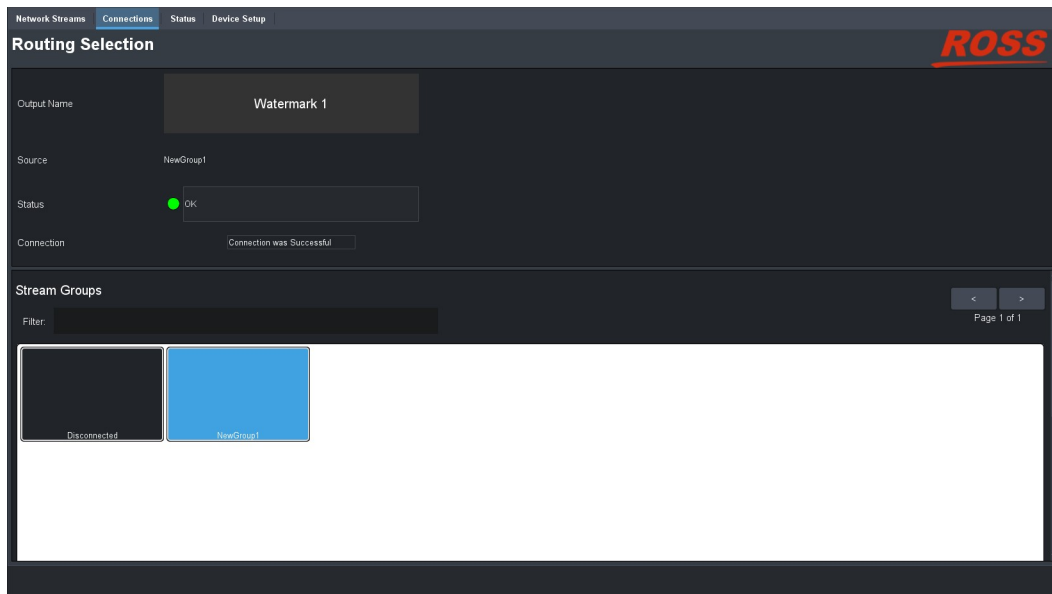 Network Streams Connections Status Device Setup
Routing Selection
ROSS
Output Name Watermark 1
Source NewGroup1
Status OK
Connection Connection was Successful
Stream Groups
< >
Filter: Page 1 of 1
Disconnected NewGroup1